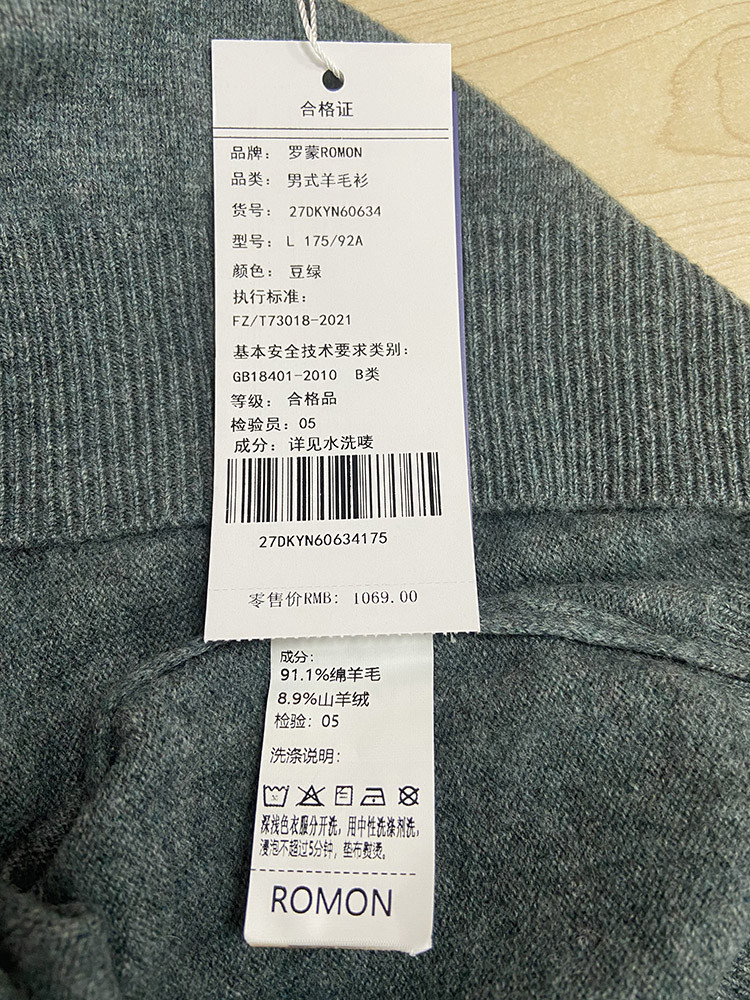 合格证
品牌： 罗蒙ROMON
品类： 男式羊毛衫
货号： 27DKYN60634
型号： L 175/92A
颜色： 豆绿
执行标准：
FZ/T73018-2021
基本安全技术要求类别：
GB18401-2010 B类
等级： 合格品
检验员：05
成分：详见水洗唛
27DKYN60634175
零售价RMB: 1069.00
成分：
91.1%绵羊毛
8.9%山羊绒
检验：05
洗涤说明：
深浅色衣服分开洗，用中性洗涤剂洗，
浸泡不超过5分钟，垫布熨烫。
ROMON